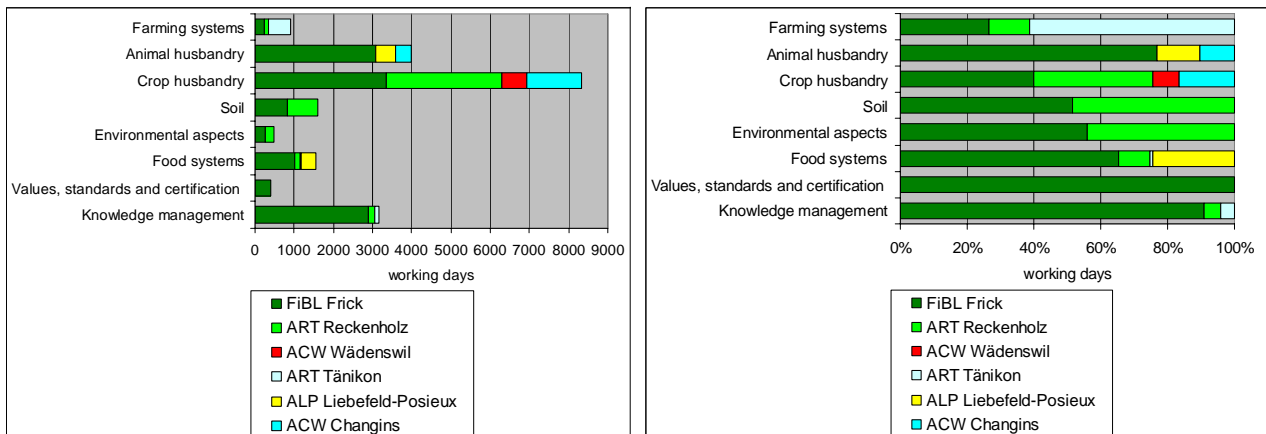 Farming systems
Animal husbandry
Crop husbandry
Soil
Environmental aspects
Food systems
Values, standards and certification
Knowledge management
0 1000 2000 3000 4000 5000 6000 7000 8000 9000
working days
FiBL Frick
ART Reckenholz
ACW Wädenswil
ART Tänikon
ALP Liebefeld-Posieux
ACW Changins
Farming systems
Animal husbandry
Crop husbandry
Soil
Environmental aspects
Food systems
Values, standards and certification
Knowledge management
0% 20% 40% 60% 80% 100%
working days
FiBL Frick
ART Reckenholz
ACW Wädenswil
ART Tänikon
ALP Liebefeld-Posieux
ACW Changins